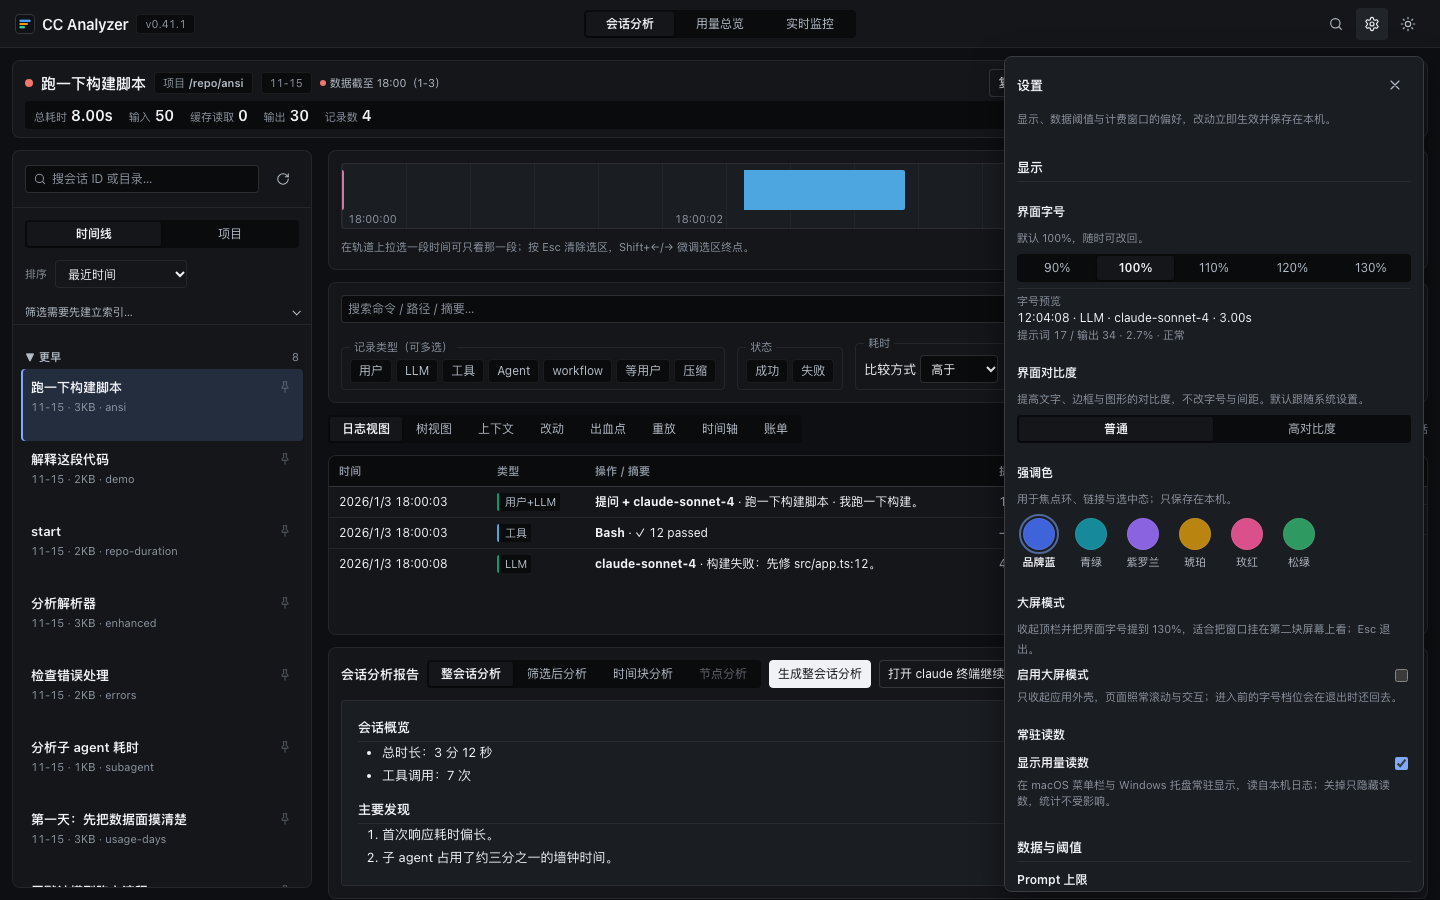 CC Analyzer v0.41.1
会话分析 用量总览 实时监控
跑一下构建脚本 项目 /repo/ansi 11-15 数据截至 18:00 (1-3)
总耗时 8.00s 输入 50 缓存读取 0 输出 30 记录数 4
搜会话 ID 或目录...
时间线 项目
排序 最近时间
筛选需要先建立索引...
▼ 更早 8
跑一下构建脚本
11-15 · 3KB · ansi
解释这段代码
11-15 · 2KB · demo
start
11-15 · 2KB · repo-duration
分析解析器
11-15 · 3KB · enhanced
检查错误处理
11-15 · 2KB · errors
分析子 agent 耗时
11-15 · 1KB · subagent
第一天：先把数据面摸清楚
11-15 · 3KB · usage-days
18:00:00 18:00:02
在轨道上拉选一段时间可只看那一段；按 Esc 清除选区，Shift+←/→ 微调选区终点。
搜索命令 / 路径 / 摘要...
记录类型（可多选） 状态 耗时
用户 LLM 工具 Agent workflow 等用户 压缩 成功 失败 比较方式 高于
日志视图 树视图 上下文 改动 出血点 重放 时间轴 账单
时间 类型 操作 / 摘要
2026/1/3 18:00:03 用户+LLM 提问 + claude-sonnet-4 · 跑一下构建脚本 · 我跑一下构建。
2026/1/3 18:00:03 工具 Bash · ✓ 12 passed
2026/1/3 18:00:08 LLM claude-sonnet-4 · 构建失败：先修 src/app.ts:12。
会话分析报告 整会话分析 筛选后分析 时间块分析 节点分析 生成整会话分析 打开 claude 终端继续
会话概览
• 总时长：3 分 12 秒
• 工具调用：7 次
主要发现
1. 首次响应耗时偏长。
2. 子 agent 占用了约三分之一的墙钟时间。
设置
显示、数据阈值与计费窗口的偏好，改动立即生效并保存在本机。
显示
界面字号
默认 100%，随时可改回。
90% 100% 110% 120% 130%
字号预览
12:04:08 · LLM · claude-sonnet-4 · 3.00s
提示词 17 / 输出 34 · 2.7% · 正常
界面对比度
提高文字、边框与图形的对比度，不改字号与间距。默认跟随系统设置。
普通 高对比度
强调色
用于焦点环、链接与选中态；只保存在本机。
品牌蓝 青绿 紫罗兰 琥珀 玫红 松绿
大屏模式
收起顶栏并把界面字号提到 130%，适合把窗口挂在第二块屏幕上看；Esc 退
出。
启用大屏模式
只收起应用外壳，页面照常滚动与交互；进入前的字号档位会在退出时还回去。
常驻读数
显示用量读数
在 macOS 菜单栏与 Windows 托盘常驻显示，读自本机日志；关掉只隐藏读
数，统计不受影响。
数据与阈值
Prompt 上限